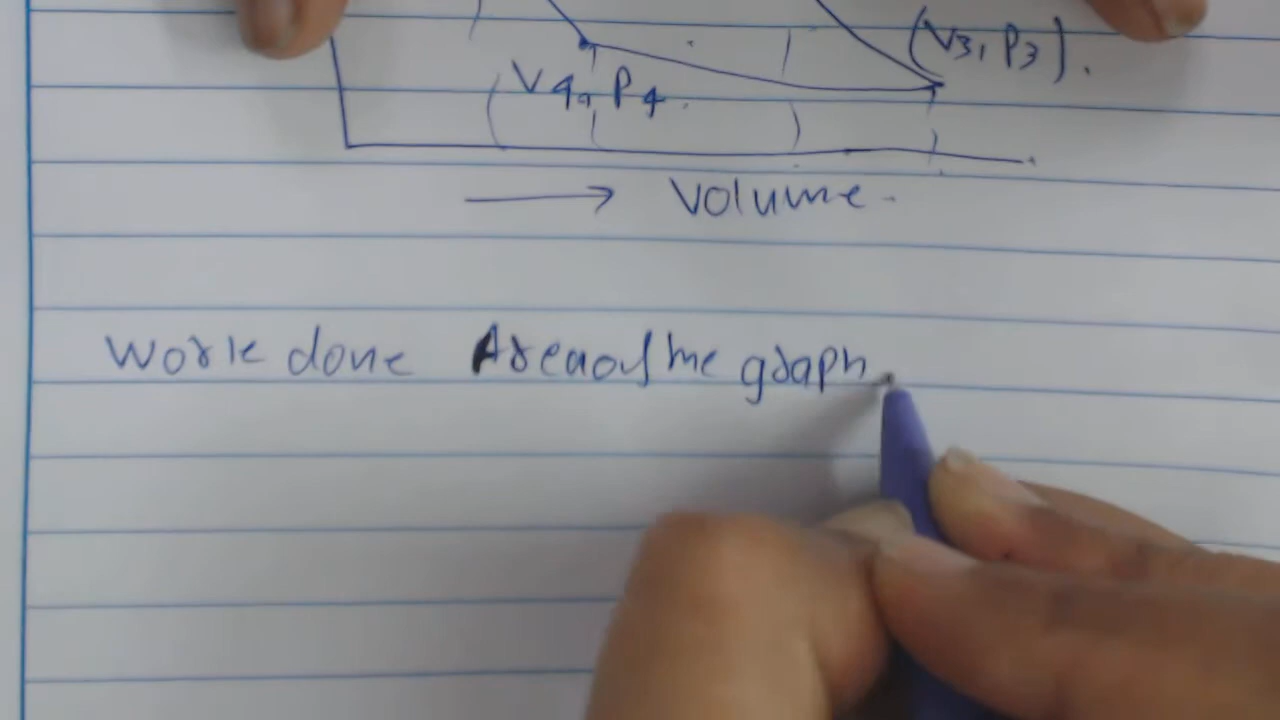 (V3, P3).
V4, P4.
Volume.
Work done Area of the graph